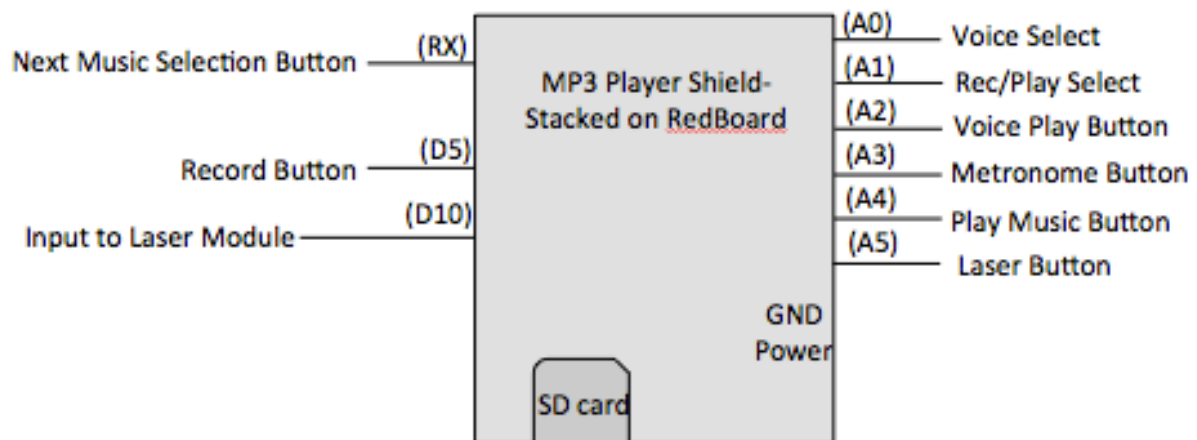 Next Music Selection Button
(RX)
Record Button
(D5)
Input to Laser Module
(D10)
MP3 Player Shield-
Stacked on RedBoard
(A0)
Voice Select
(A1)
Rec/Play Select
(A2)
Voice Play Button
(A3)
Metronome Button
(A4)
Play Music Button
(A5)
Laser Button
GND
Power
SD card